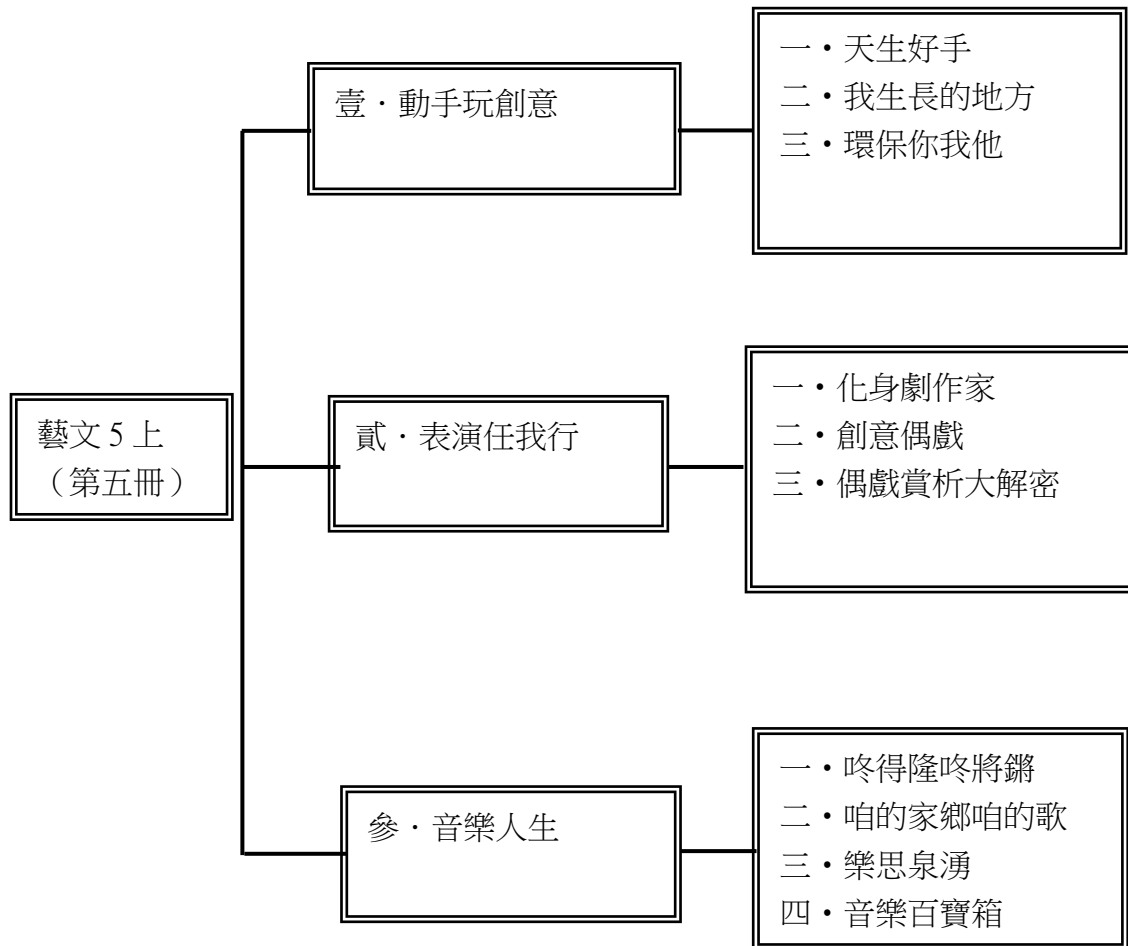 藝文 5 上
（第五冊）
壹．動手玩創意
一・天生好手
二・我生長的地方
三・環保你我他
貳．表演任我行
一・化身劇作家
二・創意偶戲
三・偶戲賞析大解密
參．音樂人生
一・咚得隆咚將鏘
二・咱的家鄉咱的歌
三・樂思泉湧
四・音樂百寶箱